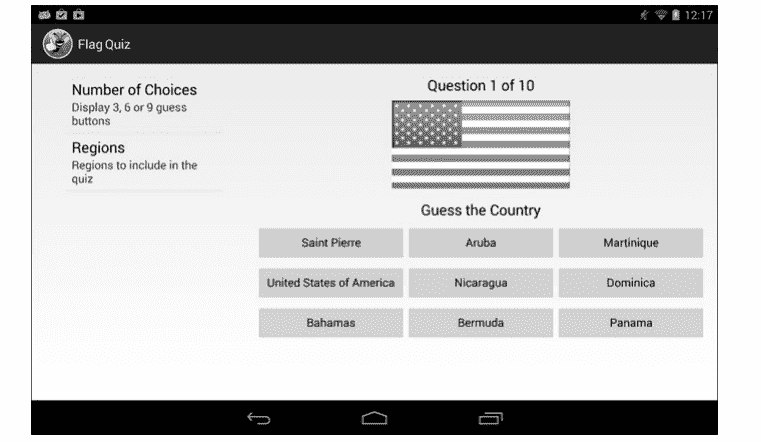 12:17
Flag Quiz
Number of Choices
Display 3, 6 or 9 guess
buttons
Regions
Regions to include in the
quiz
Question 1 of 10
Guess the Country
Saint Pierre Aruba Martinique
United States of America Nicaragua Dominica
Bahamas Bermuda Panama